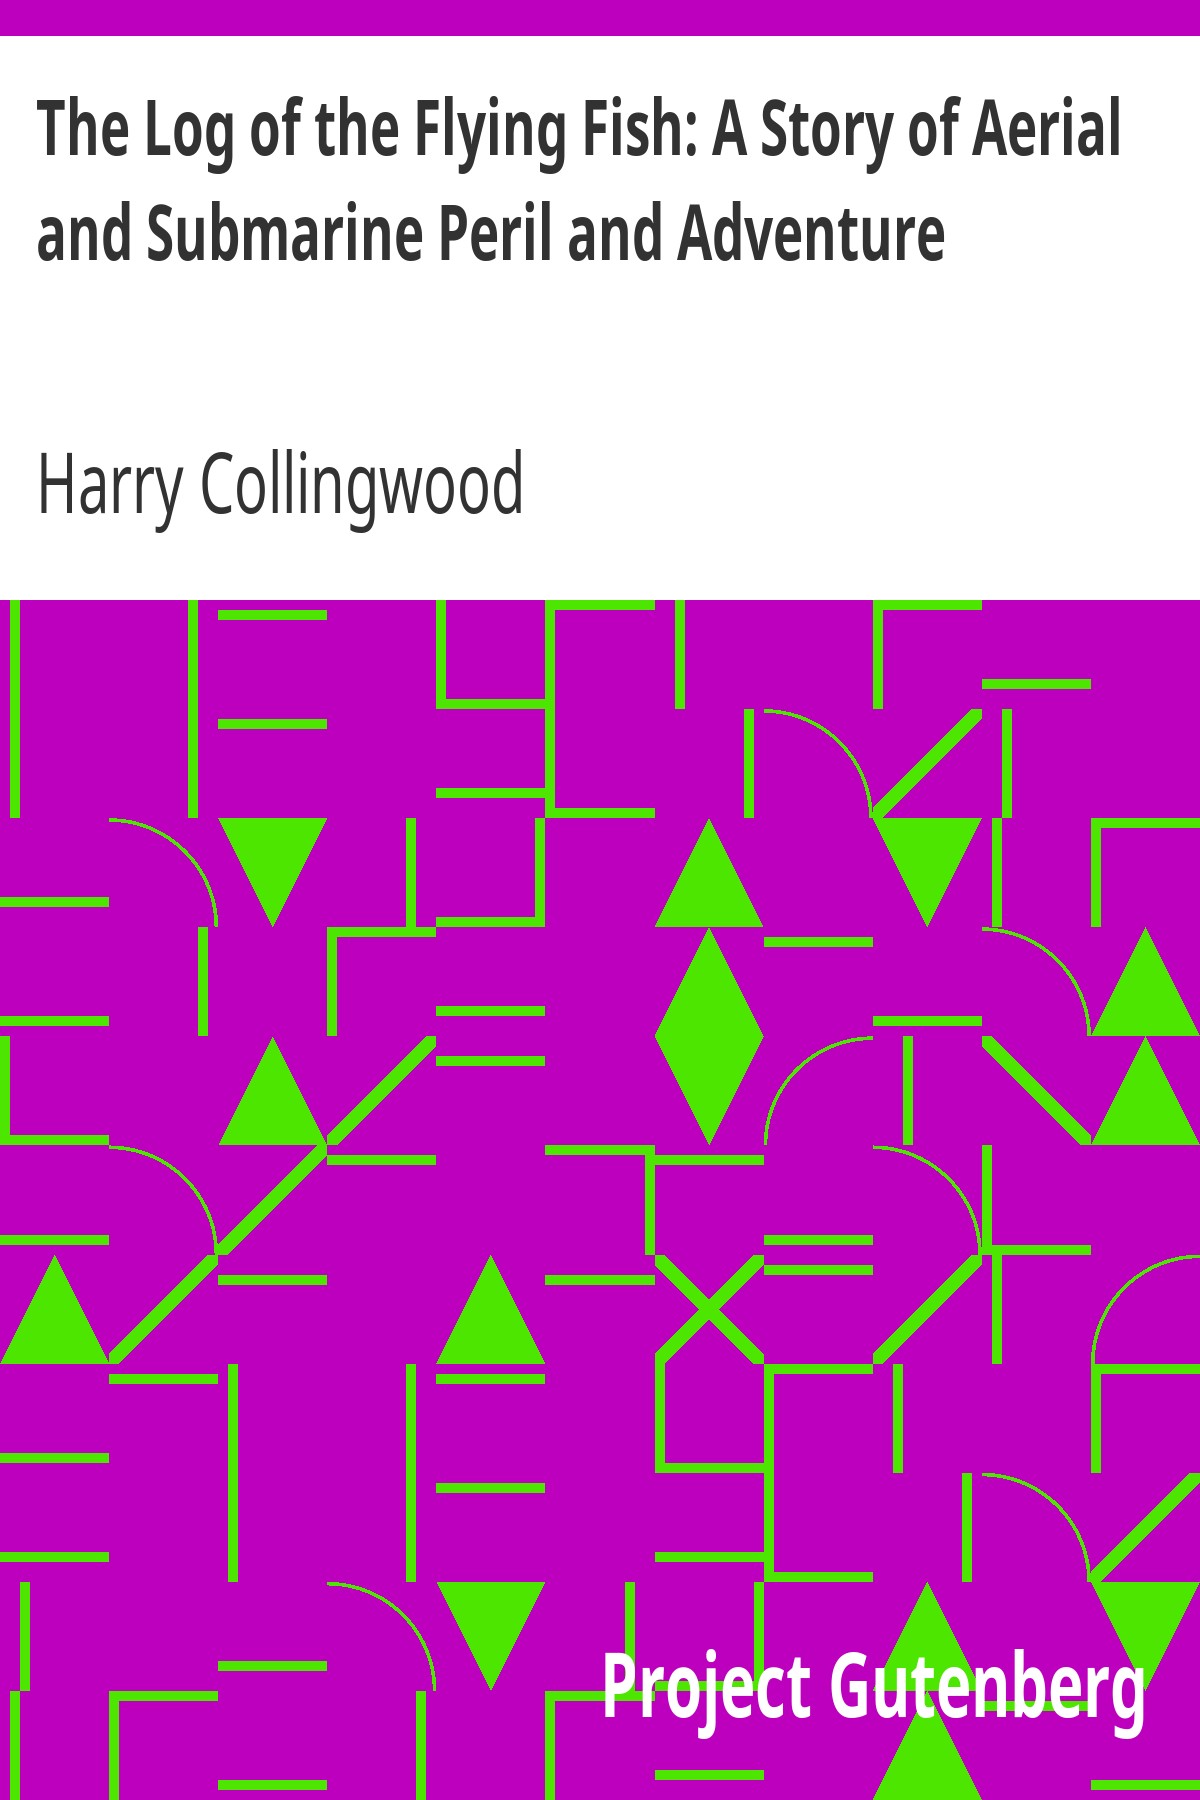 The Log of the Flying Fish: A Story of Aerial
and Submarine Peril and Adventure
Harry Collingwood
Project Gutenberg